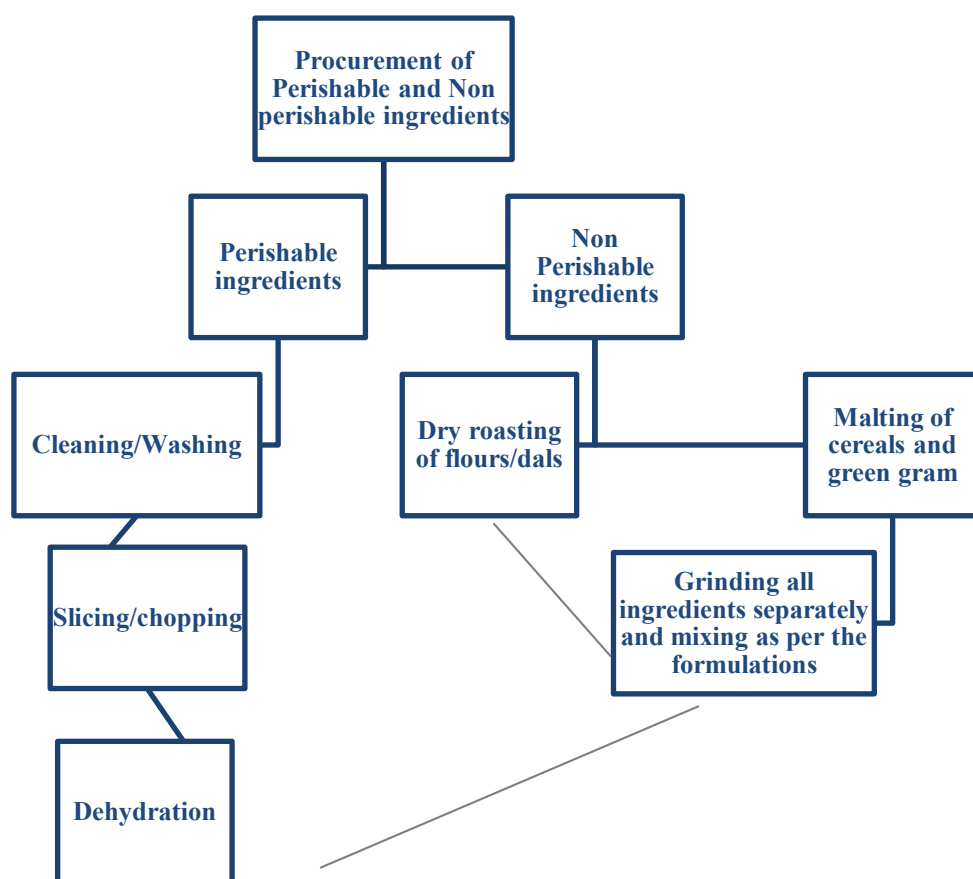 Procurement of
Perishable and Non
perishable ingredients
Perishable
ingredients
Non
Perishable
ingredients
Cleaning/Washing
Dry roasting
of flours/dals
Malting of
cereals and
green gram
Slicing/chopping
Grinding all
ingredients separately
and mixing as per the
formulations
Dehydration